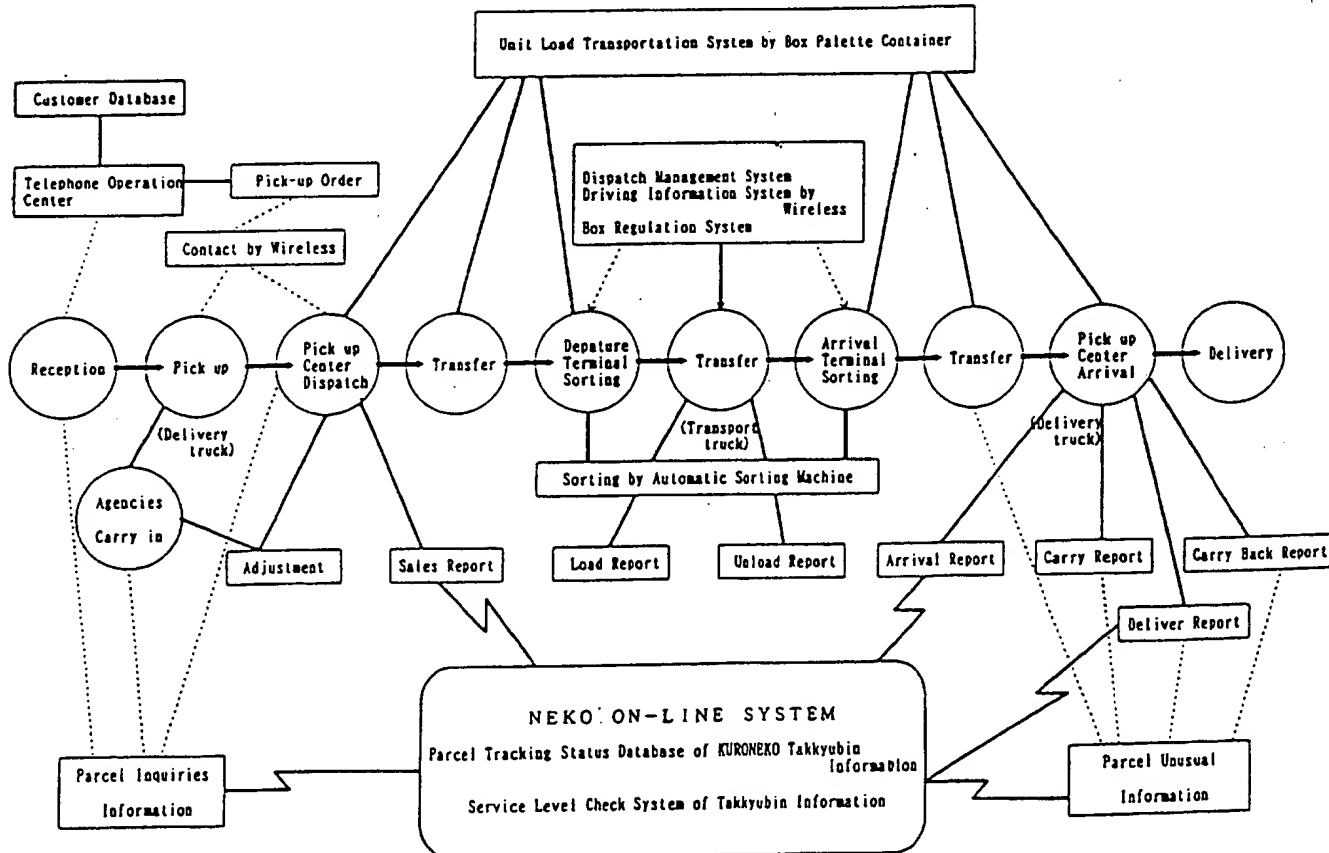 Unit Load Transportation System by Box Palette Container
Customer Database
Telephone Operation
Center
Pick-up Order
Contact by Wireless
Dispatch Management System
Driving Information System by
Wireless
Box Regulation System
Reception
Pick up
Pick up
Center
Dispatch
Transfer
Depature
Terminal
Sorting
Transfer
Arrival
Terminal
Sorting
Transfer
Pick up
Center
Arrival
Delivery
(Delivery
truck)
(Transport
truck)
(Delivery
truck)
Sorting by Automatic Sorting Machine
Agencies
Carry in
Adjustment
Sales Report
Load Report
Unload Report
Arrival Report
Carry Report
Carry Back Report
Deliver Report
NEKO ON-LINE SYSTEM
Parcel Tracking Status Database of KURONEKO Takkyubin
Information
Service Level Check System of Takkyubin Information
Parcel Inquiries
Information
Parcel Unusual
Information